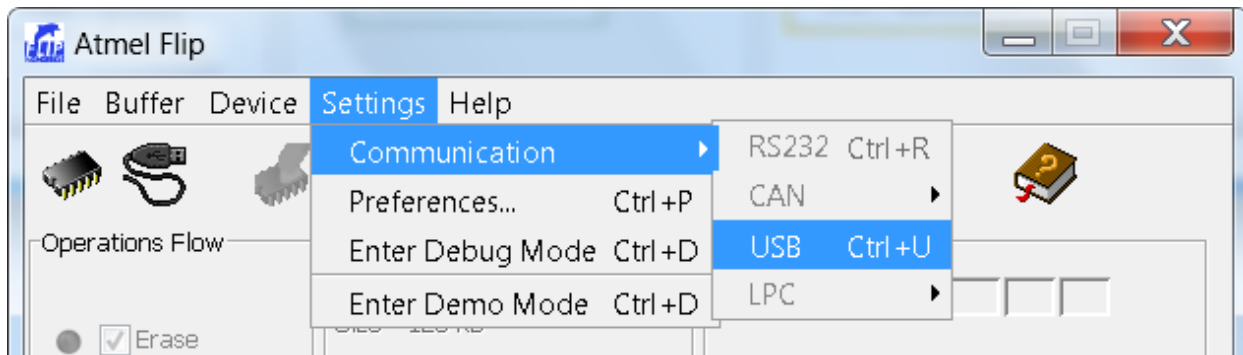 Atmel Flip
File Buffer Device Settings Help
Communication
Preferences... Ctrl+P
Enter Debug Mode Ctrl+D
Enter Demo Mode Ctrl+D
RS232 Ctrl+R
CAN
USB Ctrl+U
LPC
Operations Flow
Erase